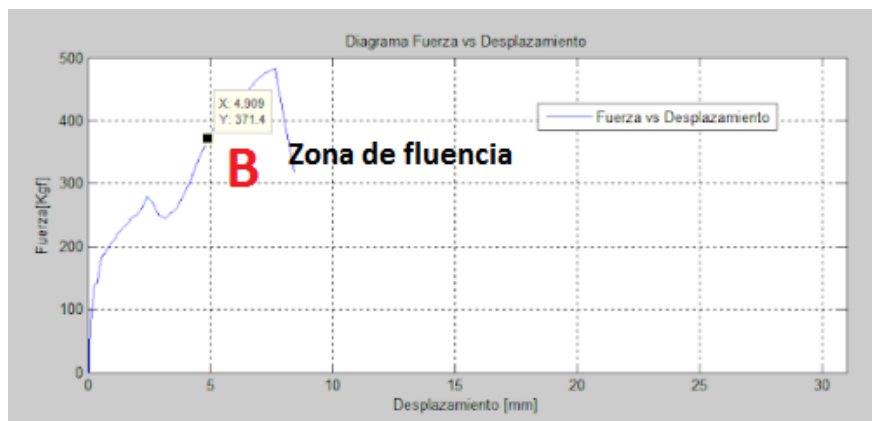 Diagrama Fuerza vs Desplazamiento
500
400
300
200
100
0
Fuerza[Kgf]
X: 4.909
Y: 371.4
B
Zona de fluencia
Fuerza vs Desplazamiento
0 5 10 15 20 25 30
Desplazamiento [mm]